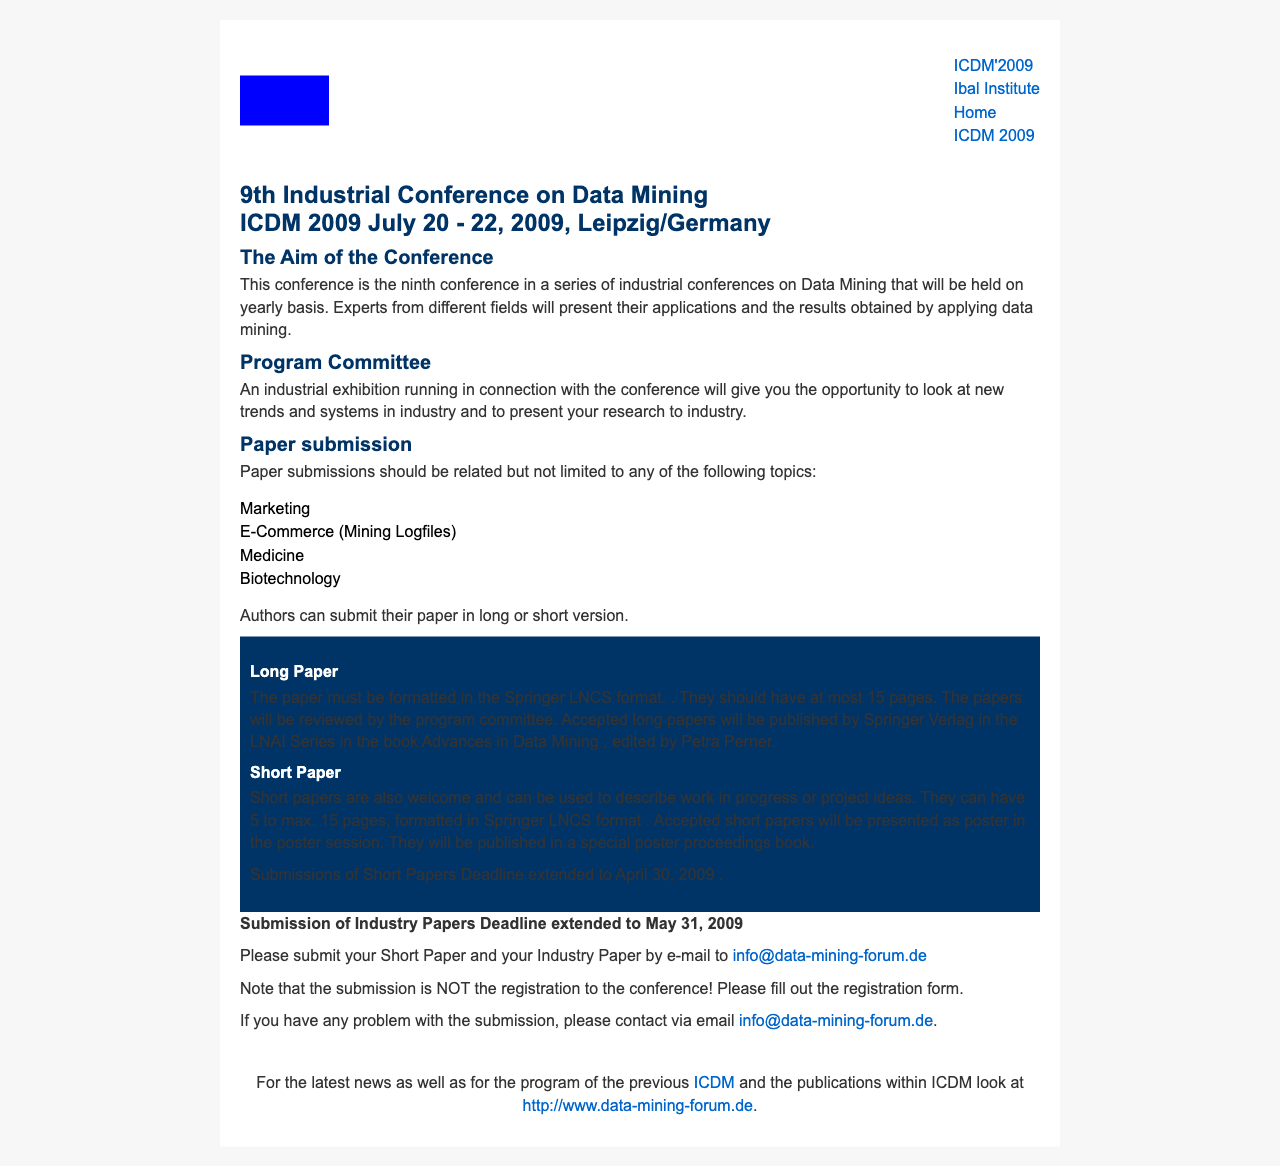 ICDM'2009
Ibal Institute
Home
ICDM 2009
9th Industrial Conference on Data Mining
ICDM 2009 July 20 - 22, 2009, Leipzig/Germany
The Aim of the Conference
This conference is the ninth conference in a series of industrial conferences on Data Mining that will be held on
yearly basis. Experts from different fields will present their applications and the results obtained by applying data
mining.
Program Committee
An industrial exhibition running in connection with the conference will give you the opportunity to look at new
trends and systems in industry and to present your research to industry.
Paper submission
Paper submissions should be related but not limited to any of the following topics:
Marketing
E-Commerce (Mining Logfiles)
Medicine
Biotechnology
Authors can submit their paper in long or short version.
Long Paper
The paper must be formatted in the Springer LNCS format. . They should have at most 15 pages. The papers
will be reviewed by the program committee. Accepted long papers will be published by Springer Verlag in the
LNAI Series in the book Advances in Data Mining , edited by Petra Perner.
Short Paper
Short papers are also welcome and can be used to describe work in progress or project ideas. They can have
5 to max. 15 pages, formatted in Springer LNCS format . Accepted short papers will be presented as poster in
the poster session. They will be published in a special poster proceedings book.
Submissions of Short Papers Deadline extended to April 30, 2009 .
Submission of Industry Papers Deadline extended to May 31, 2009
Please submit your Short Paper and your Industry Paper by e-mail to info@data-mining-forum.de
Note that the submission is NOT the registration to the conference! Please fill out the registration form.
If you have any problem with the submission, please contact via email info@data-mining-forum.de.
For the latest news as well as for the program of the previous ICDM and the publications within ICDM look at
http://www.data-mining-forum.de.